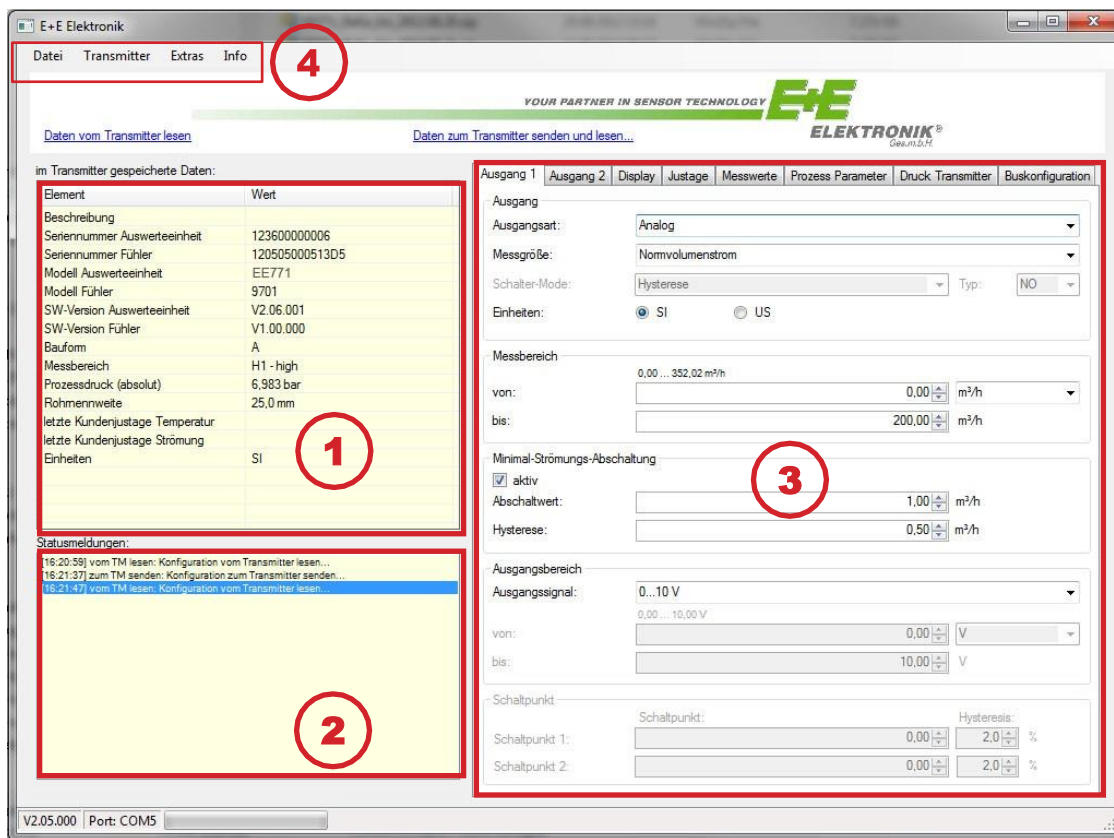 E+E Elektronik
Datei Transmitter Extras Info
4
YOUR PARTNER IN SENSOR TECHNOLOGY
E+E
ELEKTRONIK®
Ges.m.b.H.
Daten vom Transmitter lesen
Daten zum Transmitter senden und lesen...
im Transmitter gespeicherte Daten:
Element Wert
Beschreibung
Seriennummer Auswerteeinheit 123600000006
Seriennummer Fühler 120505000513D5
Modell Auswerteeinheit EE771
Modell Fühler 9701
SW-Version Auswerteeinheit V2.06.001
SW-Version Fühler V1.00.000
Bauform A
Messbereich H1 - high
Prozessdruck (absolut) 6,983 bar
Rohrnennweite 25,0 mm
letzte Kundenjustage Temperatur
letzte Kundenjustage Strömung
Einheiten SI
1
Statusmeldungen:
[16:20:59] vom TM lesen: Konfiguration vom Transmitter lesen...
[16:21:37] zum TM senden: Konfiguration zum Transmitter senden...
[16:21:47] vom TM lesen: Konfiguration vom Transmitter lesen...
2
Ausgang 1 Ausgang 2 Display Justage Messwerte Prozess Parameter Druck Transmitter Buskonfiguration
Ausgang
Ausgangsart: Analog
Messgröße: Normvolumenstrom
Schalter-Mode: Hysterese Typ: NO
Einheiten: SI US
Messbereich
0,00 ... 352,02 m³/h
von: 0,00 m³/h
bis: 200,00 m³/h
Minimal-Strömungs-Abschaltung
aktiv
3
Abschaltwert: 1,00 m³/h
Hysterese: 0,50 m³/h
Ausgangsbereich
Ausgangssignal: 0...10 V
0,00 ... 10,00 V
von: 0,00 V
bis: 10,00 V
Schaltpunkt
Schaltpunkt: Hysteresis:
Schaltpunkt 1: 0,00 2,0 %
Schaltpunkt 2: 0,00 2,0 %
V2.05.000 Port: COM5